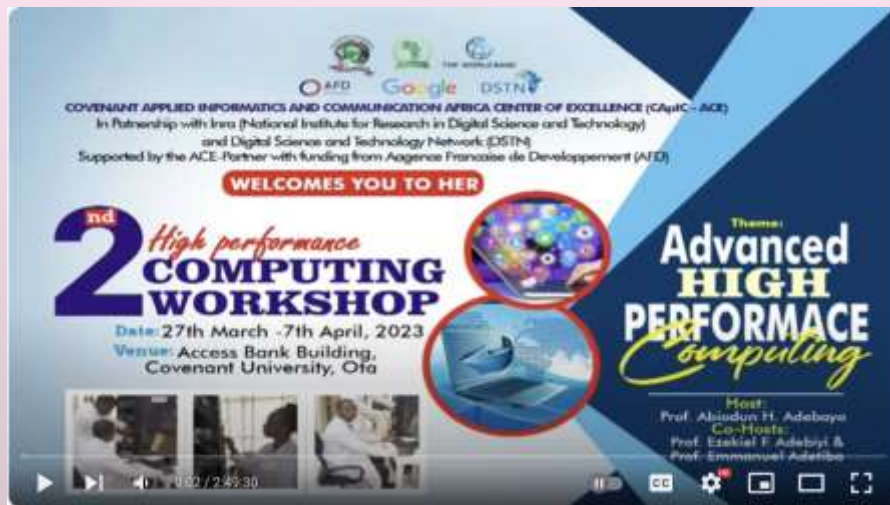 THE WORLD BANK
AFD Google DSTN
COVENANT APPLIED INFORMATICS AND COMMUNICATION AFRICA CENTER OF EXCELLENCE (CApIC - ACE)
In Patnership with Inra (National Institute for Research in Digital Science and Technology)
and Digital Science and Technology Network (DSTN)
Supported by the ACE-Partner with funding from Aagence Francaise de Developpement (AFD)
WELCOMES YOU TO HER
2nd
High performance
COMPUTING
WORKSHOP
Date: 27th March -7th April, 2023
Venue: Access Bank Building,
Covenant University, Ota
Theme:
Advanced
HIGH
PERFORMACE
Computing
Host:
Prof. Abiodun H. Adebayo
Co-Hosts:
Prof. Ezekiel F. Adebiyi &
Prof. Emmanuel Adetiba
0:02 / 2:49:30
CC